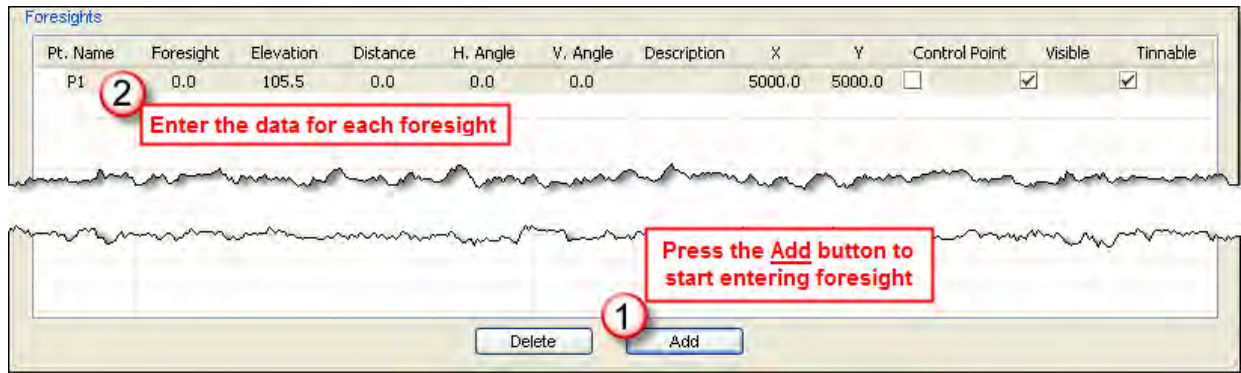 Foresights
Pt. Name Foresight Elevation Distance H. Angle V. Angle Description X Y Control Point Visible Tinnable
P1 0.0 105.5 0.0 0.0 0.0 5000.0 5000.0
2
Enter the data for each foresight
Press the Add button to
start entering foresight
1
Delete Add